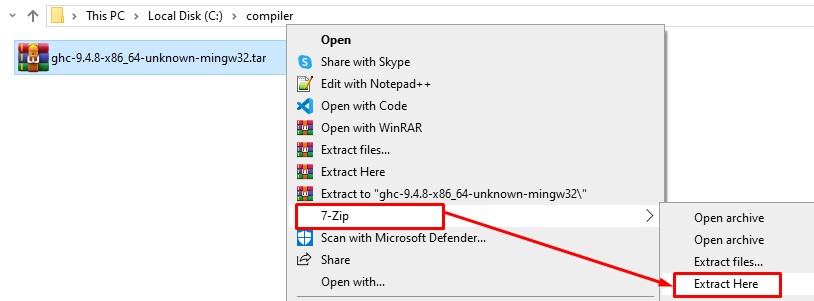 This PC > Local Disk (C:) > compiler
ghc-9.4.8-x86_64-unknown-mingw32.tar
Open
Share with Skype
Edit with Notepad++
Open with Code
Open with WinRAR
Extract files...
Extract Here
Extract to "ghc-9.4.8-x86_64-unknown-mingw32\"
7-Zip
Scan with Microsoft Defender...
Share
Open with...
Open archive
Open archive
Extract files...
Extract Here